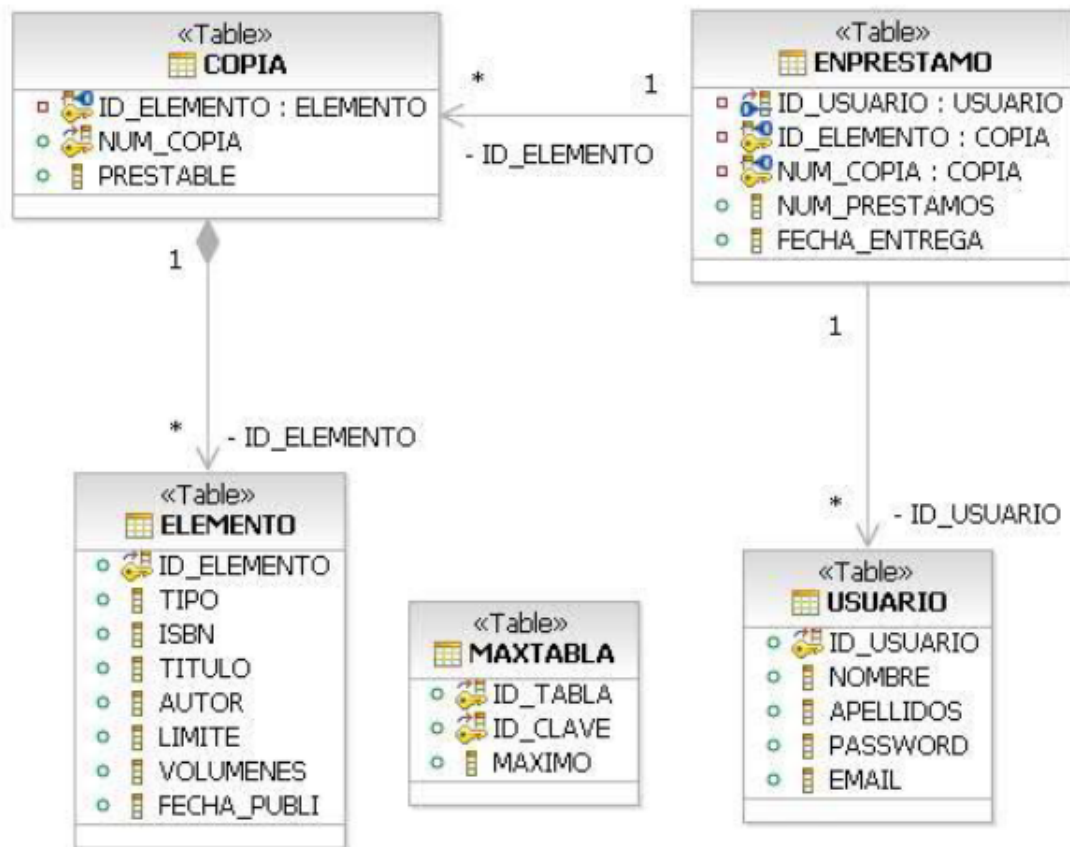 «Table»
COPIA
ID_ELEMENTO : ELEMENTO
NUM_COPIA
PRESTABLE
*
1
- ID_ELEMENTO
«Table»
ENPRESTAMO
ID_USUARIO : USUARIO
ID_ELEMENTO : COPIA
NUM_COPIA : COPIA
NUM_PRESTAMOS
FECHA_ENTREGA
1
*
- ID_ELEMENTO
1
*
- ID_USUARIO
«Table»
ELEMENTO
ID_ELEMENTO
TIPO
ISBN
TITULO
AUTOR
LIMITE
VOLUMENES
FECHA_PUBLI
«Table»
MAXTABLA
ID_TABLA
ID_CLAVE
MAXIMO
«Table»
USUARIO
ID_USUARIO
NOMBRE
APELLIDOS
PASSWORD
EMAIL